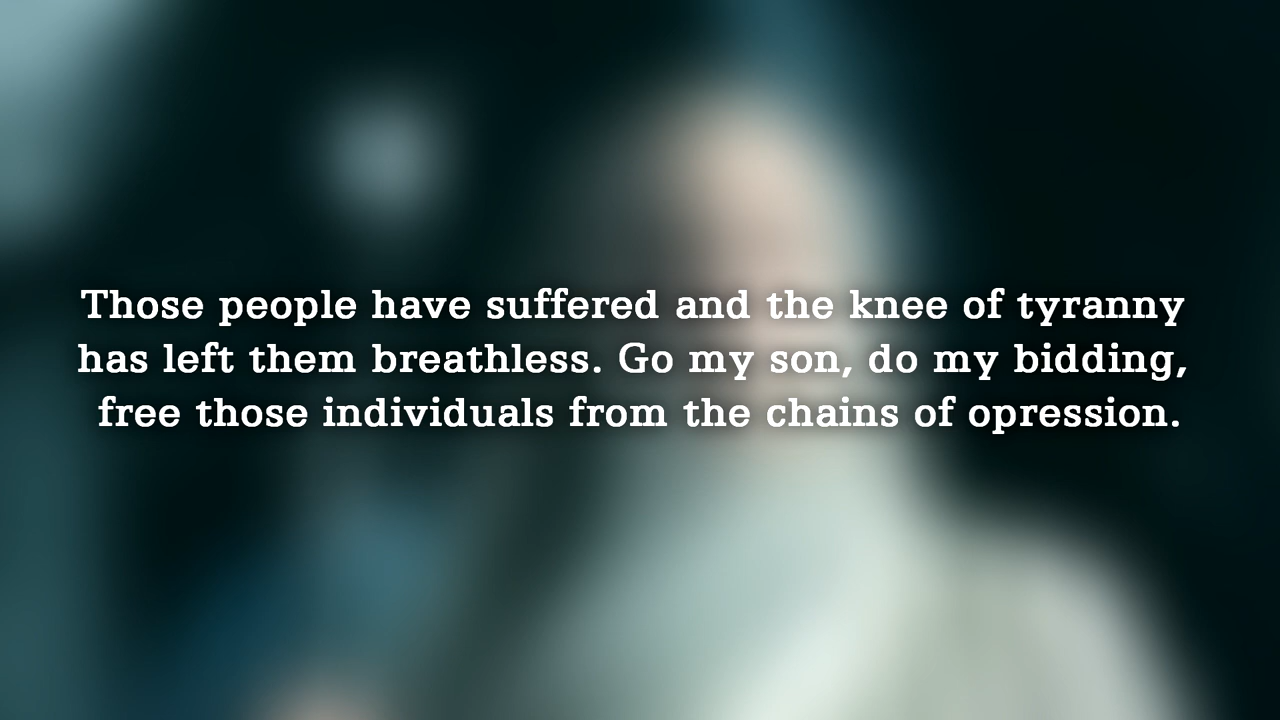 Those people have suffered and the knee of tyranny
has left them breathless. Go my son, do my bidding,
free those individuals from the chains of opression.